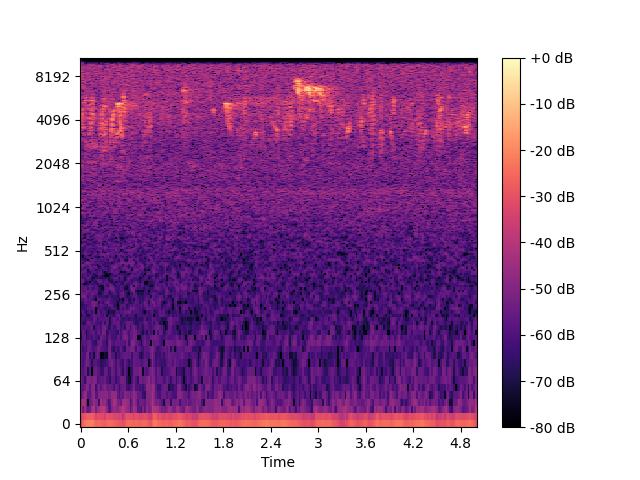 8192
4096
2048
1024
512
256
128
64
0
Hz
0 0.6 1.2 1.8 2.4 3 3.6 4.2 4.8
Time
+0 dB
-10 dB
-20 dB
-30 dB
-40 dB
-50 dB
-60 dB
-70 dB
-80 dB